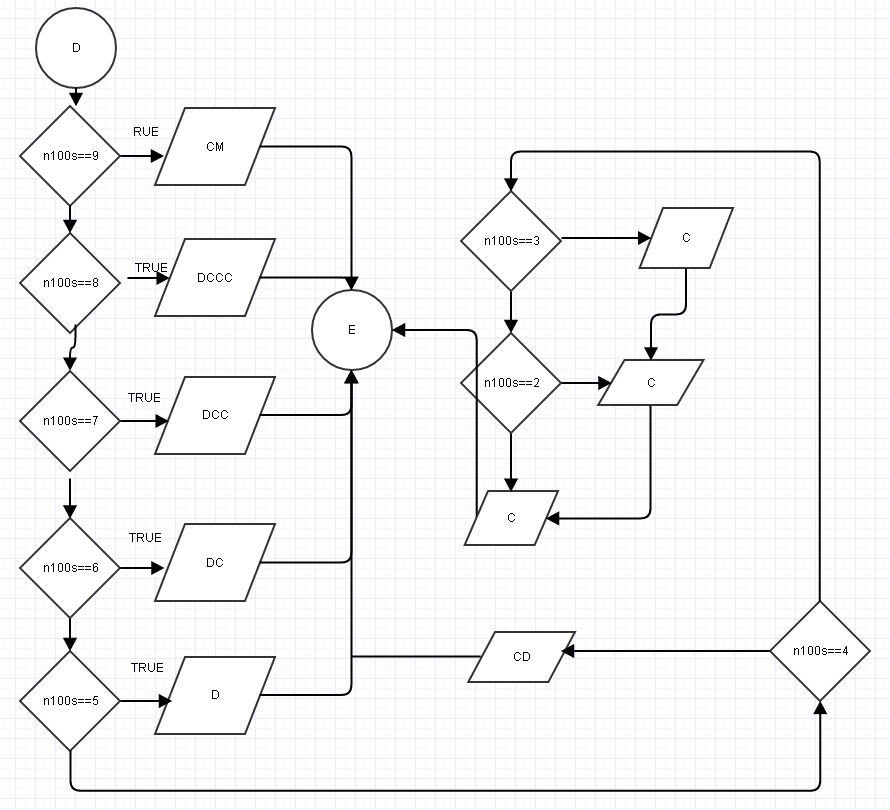 D
n100s==9
RUE
CM
n100s==8
TRUE
DCCC
n100s==7
TRUE
DCC
n100s==6
TRUE
DC
n100s==5
TRUE
D
E
n100s==3
C
n100s==2
C
C
CD
n100s==4